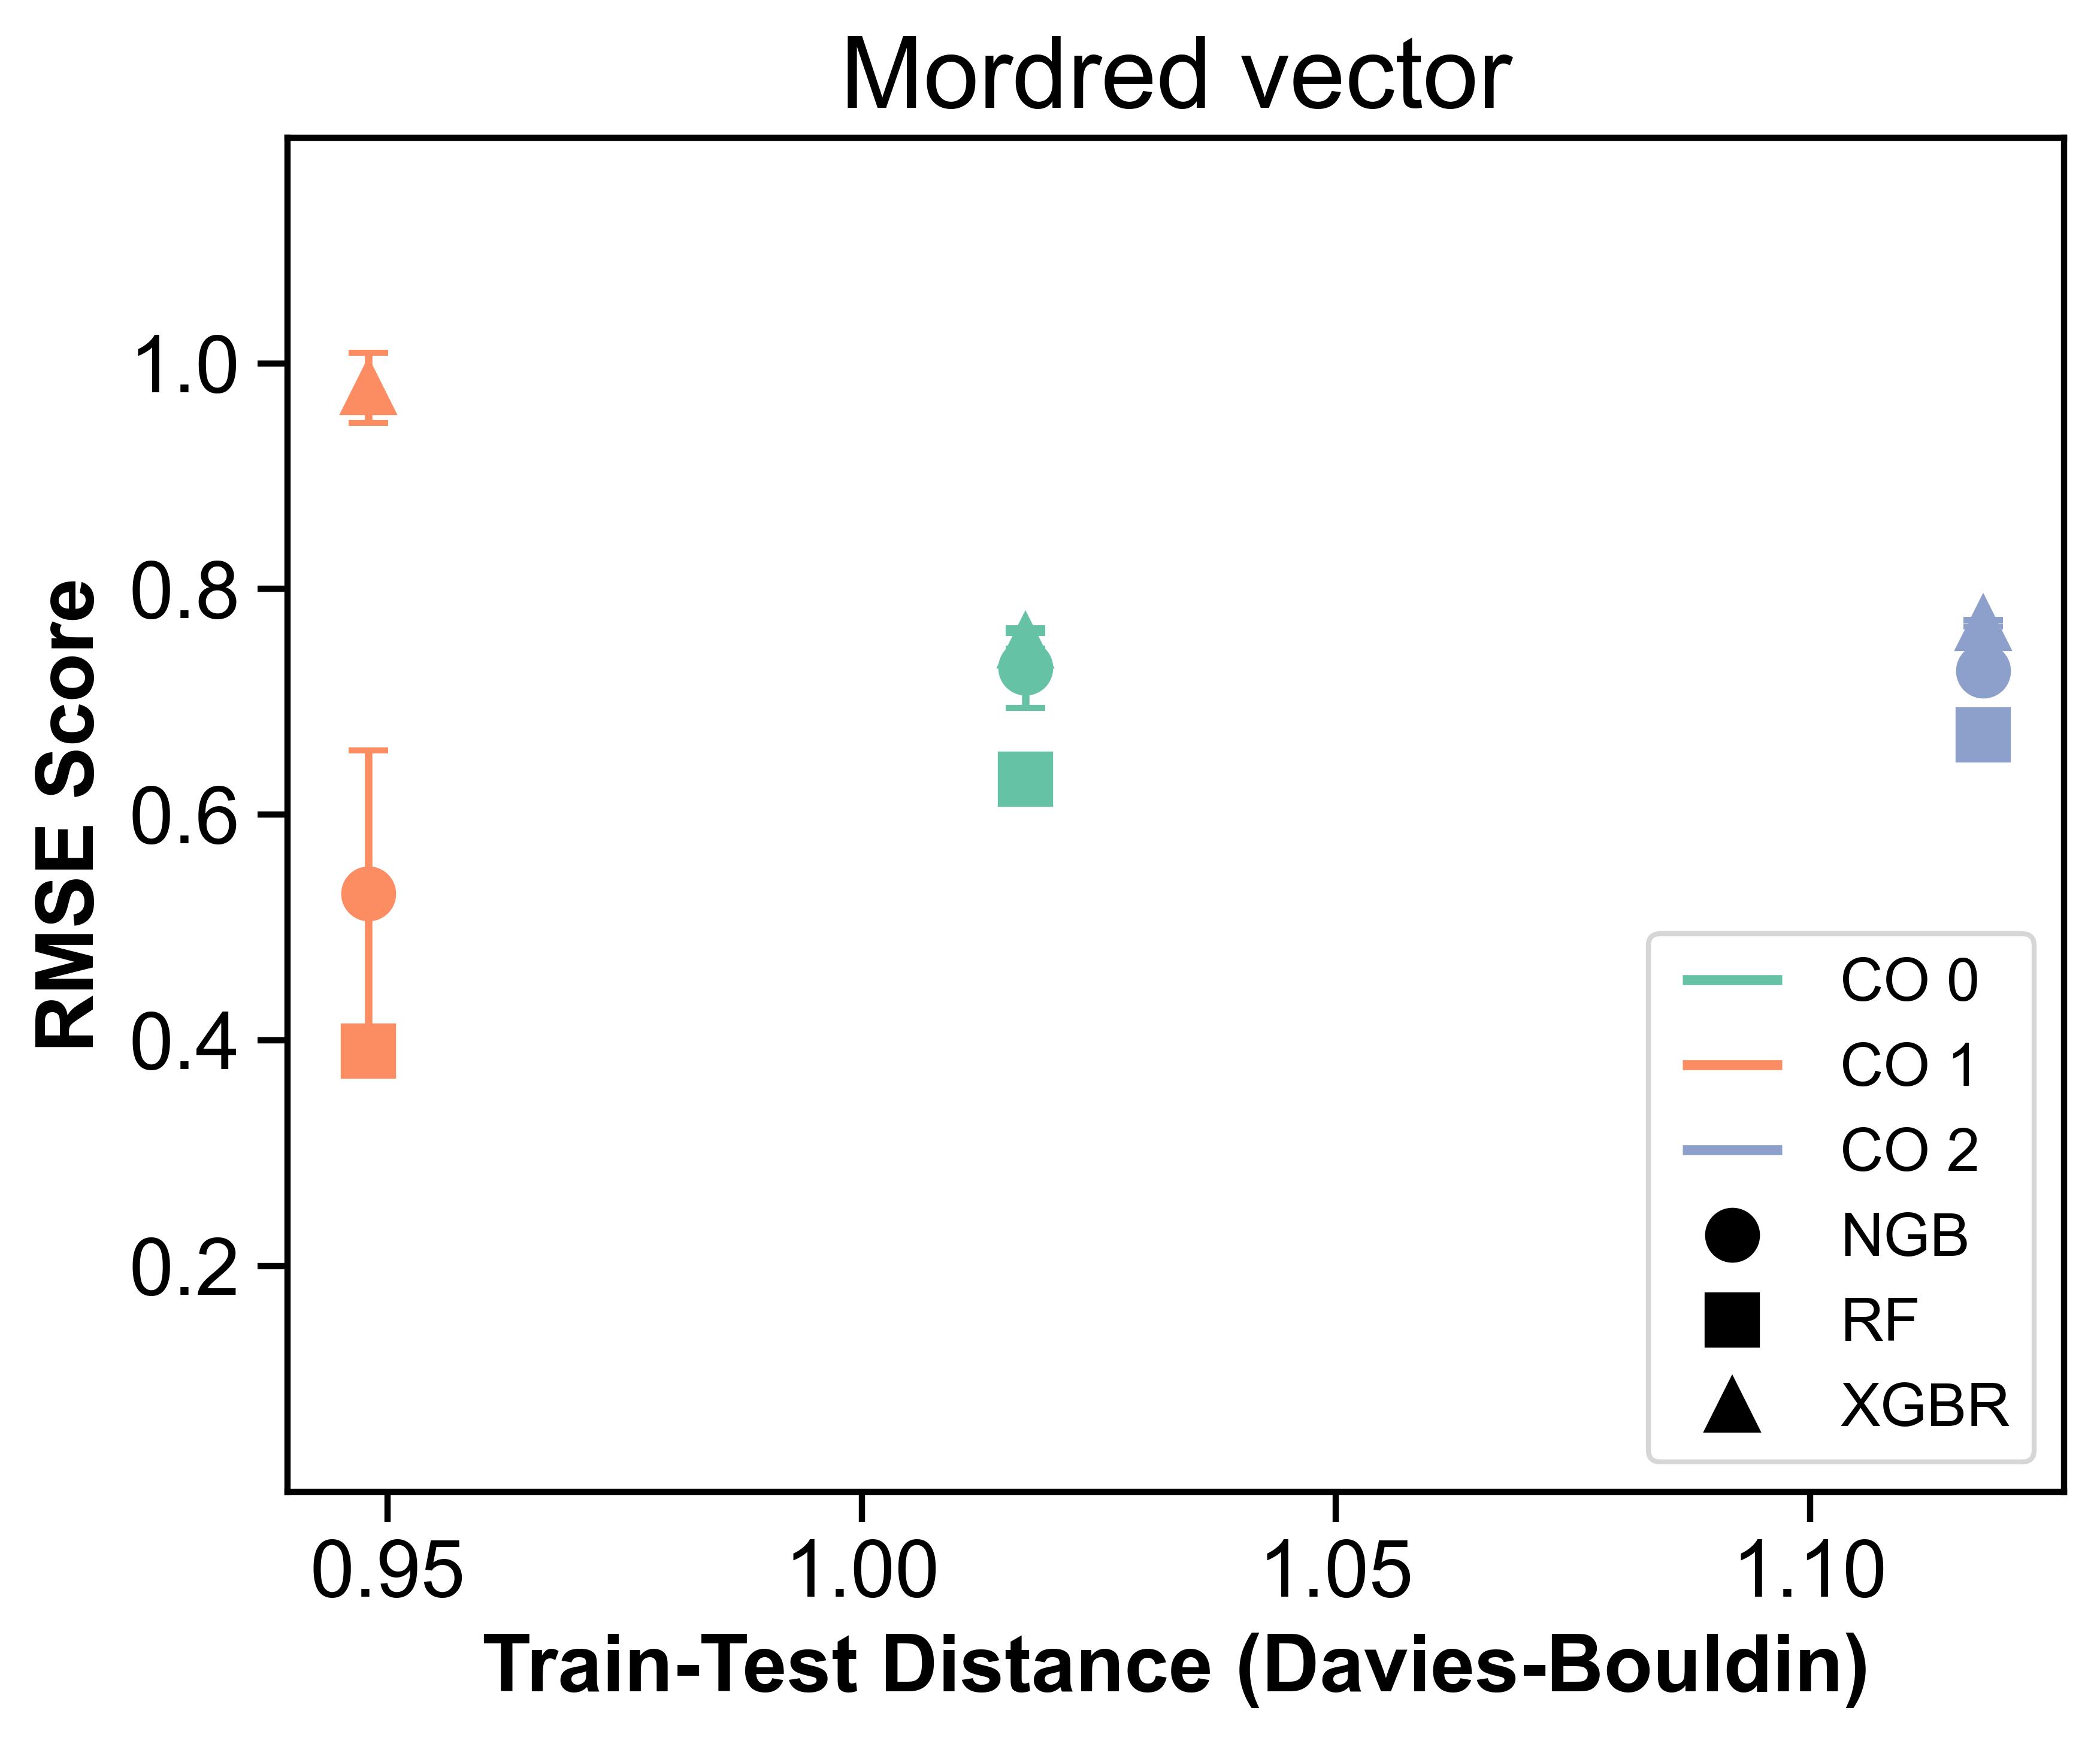 Mordred vector
1.0
0.8
0.6
0.4
0.2
RMSE Score
CO 0
CO 1
CO 2
NGB
RF
XGBR
0.95 1.00 1.05 1.10
Train-Test Distance (Davies-Bouldin)